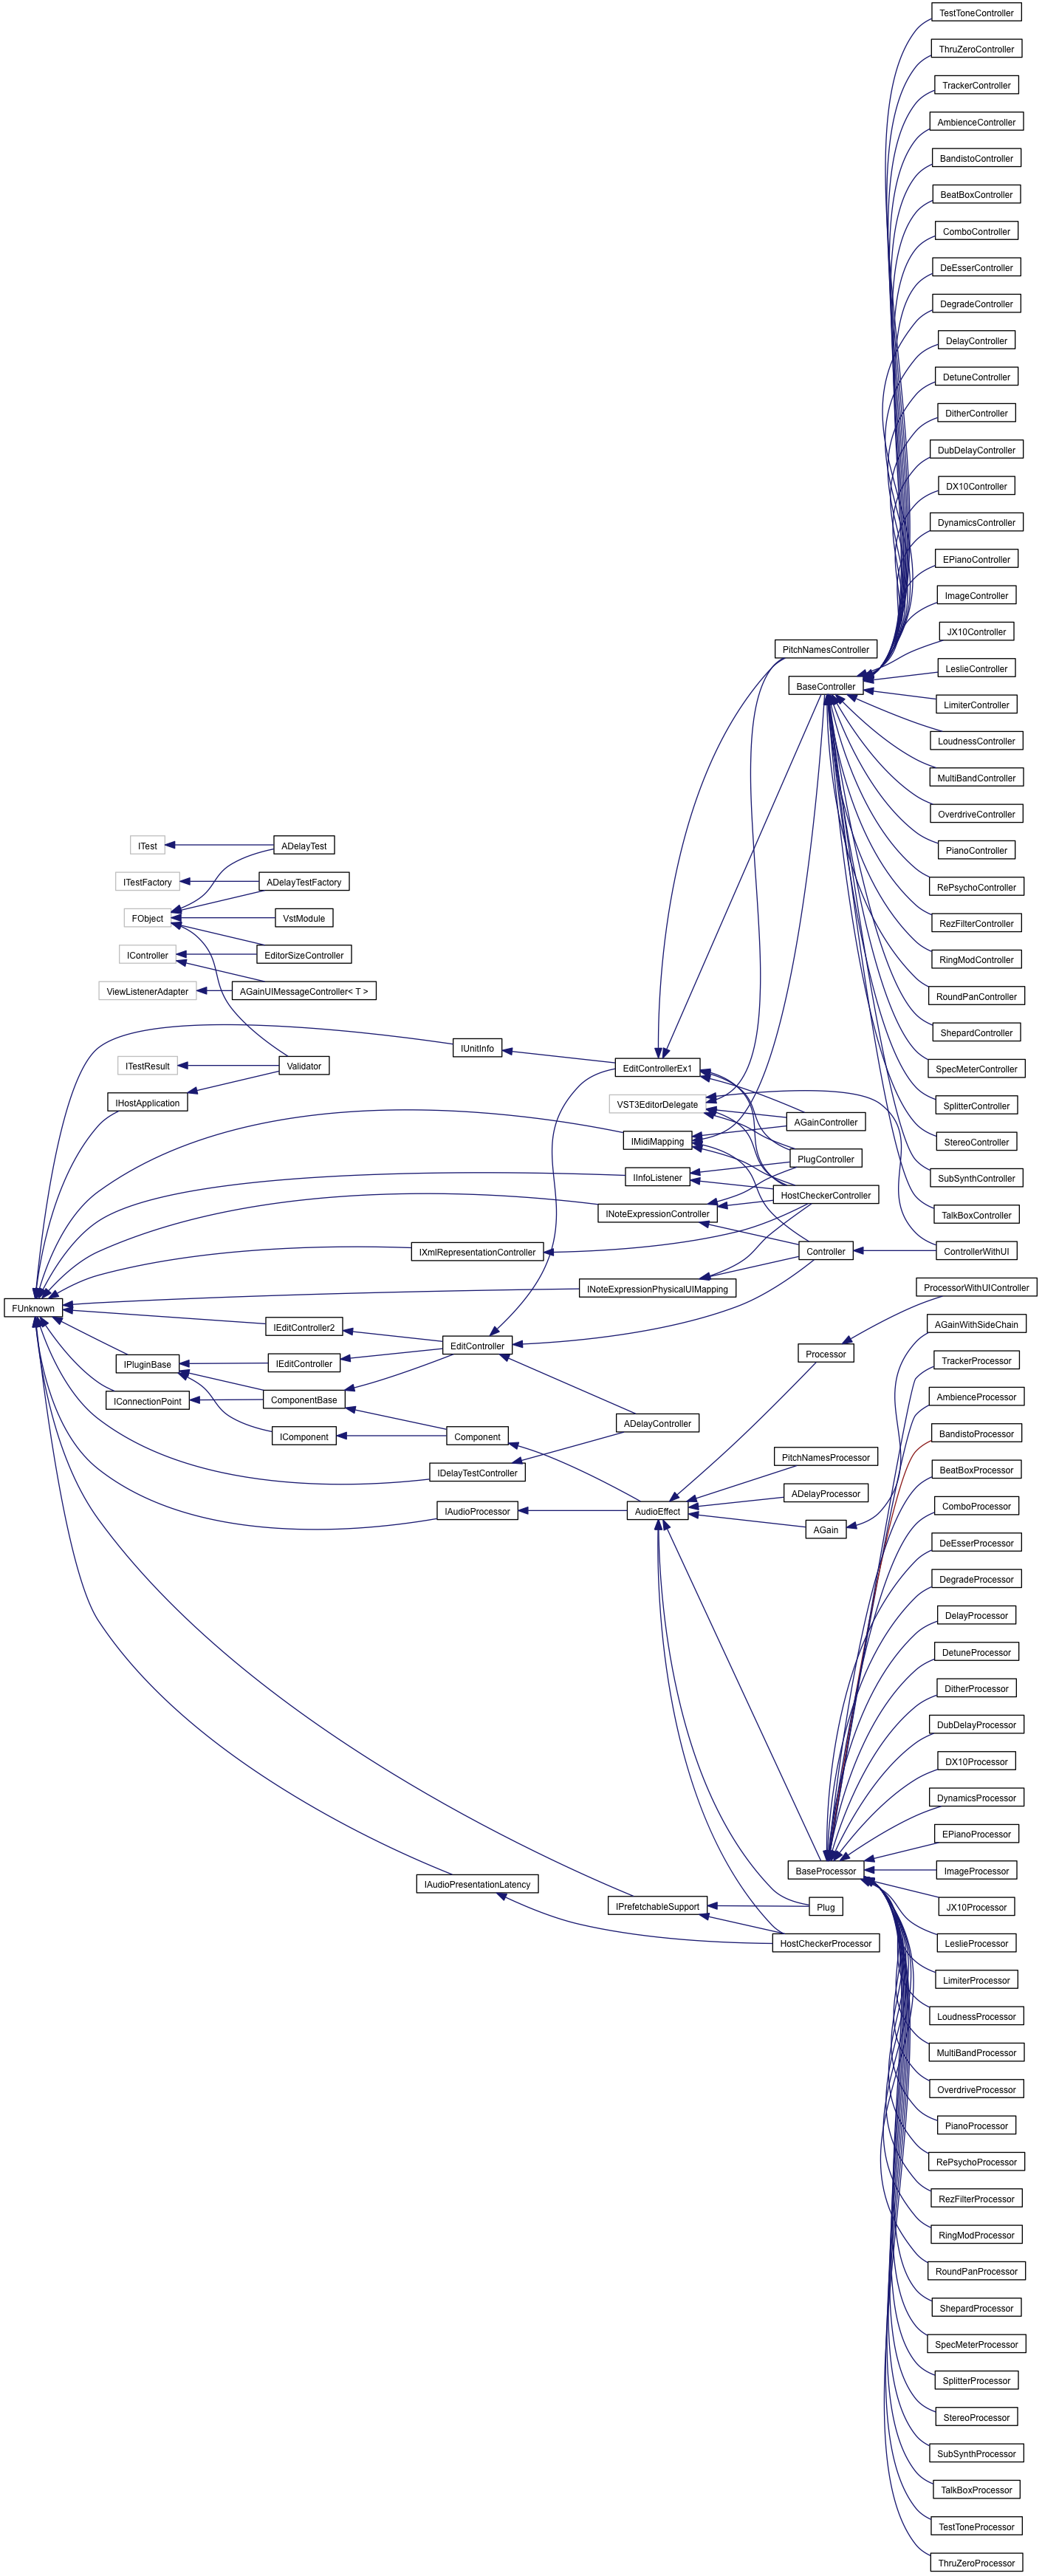 TestToneController
ThruZeroController
TrackerController
AmbienceController
BandistoController
BeatBoxController
ComboController
DeEsserController
DegradeController
DelayController
DetuneController
DitherController
DubDelayController
DX10Controller
DynamicsController
EPianoController
ImageController
JX10Controller
PitchNamesController
LeslieController
BaseController
LimiterController
LoudnessController
MultiBandController
OverdriveController
ITest
ADelayTest
PianoController
ITestFactory
ADelayTestFactory
RePsychoController
FObject
VstModule
RezFilterController
IController
EditorSizeController
RingModController
ViewListenerAdapter
AGainUIMessageController< T >
RoundPanController
ShepardController
IUnitInfo
ITestResult
Validator
EditControllerEx1
SpecMeterController
IHostApplication
VST3EditorDelegate
SplitterController
AGainController
IMidiMapping
StereoController
PlugController
IInfoListener
SubSynthController
HostCheckerController
INoteExpressionController
TalkBoxController
IXmlRepresentationController
Controller
ControllerWithUI
INoteExpressionPhysicalUIMapping
ProcessorWithUIController
FUnknown
IEditController2
AGainWithSideChain
EditController
Processor
IPluginBase
IEditController
TrackerProcessor
IConnectionPoint
ComponentBase
AmbienceProcessor
ADelayController
IComponent
Component
BandistoProcessor
PitchNamesProcessor
IDelayTestController
BeatBoxProcessor
ADelayProcessor
IAudioProcessor
AudioEffect
ComboProcessor
AGain
DeEsserProcessor
DegradeProcessor
DelayProcessor
DetuneProcessor
DitherProcessor
DubDelayProcessor
DX10Processor
DynamicsProcessor
EPianoProcessor
BaseProcessor
ImageProcessor
IAudioPresentationLatency
IPrefetchableSupport
Plug
JX10Processor
HostCheckerProcessor
LeslieProcessor
LimiterProcessor
LoudnessProcessor
MultiBandProcessor
OverdriveProcessor
PianoProcessor
RePsychoProcessor
RezFilterProcessor
RingModProcessor
RoundPanProcessor
ShepardProcessor
SpecMeterProcessor
SplitterProcessor
StereoProcessor
SubSynthProcessor
TalkBoxProcessor
TestToneProcessor
ThruZeroProcessor